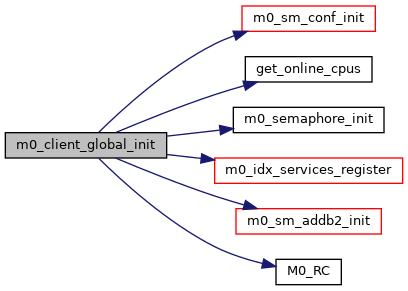 m0_sm_conf_init
get_online_cpus
m0_semaphore_init
m0_client_global_init
m0_idx_services_register
m0_sm_addb2_init
M0_RC